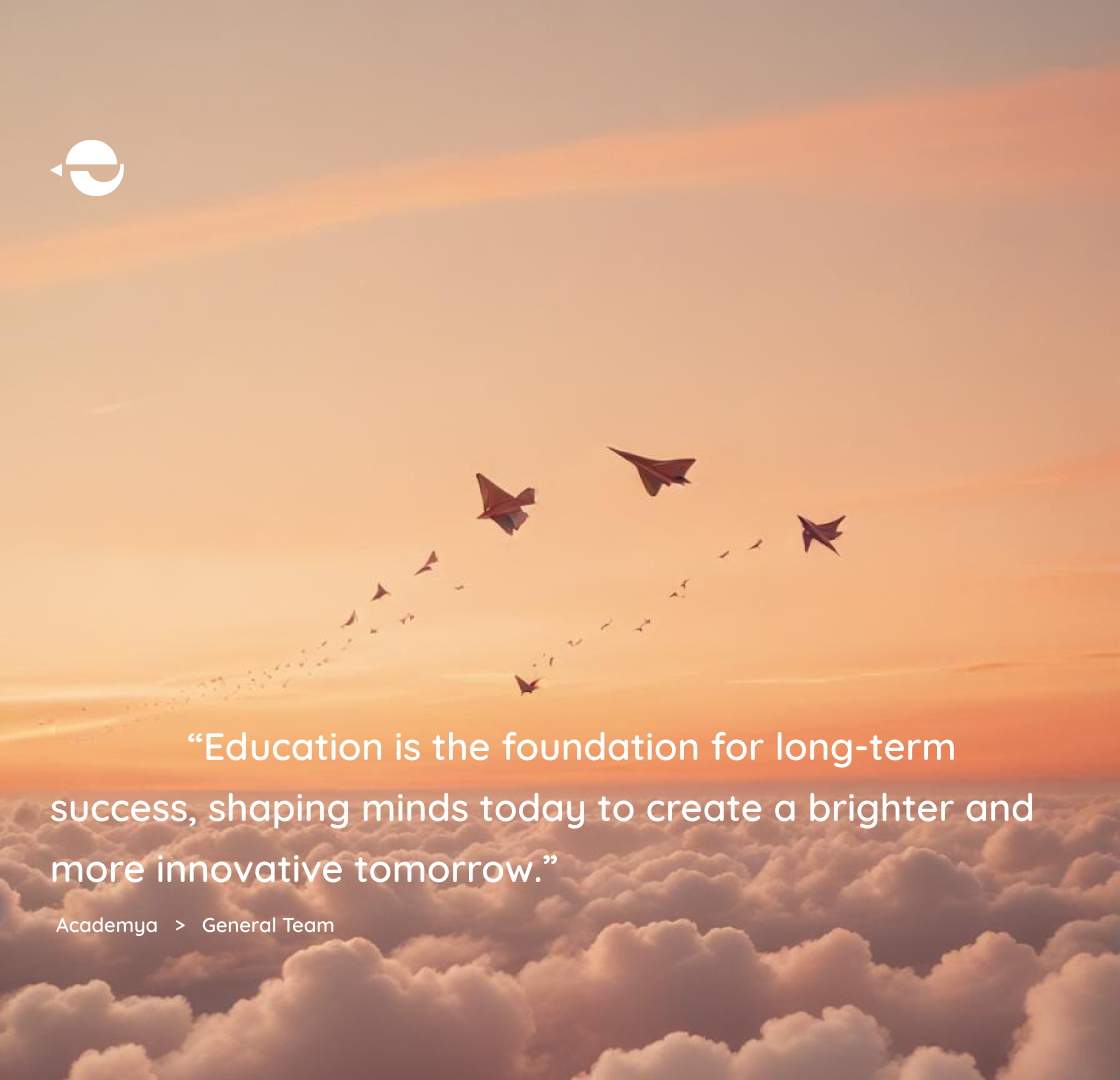 “Education is the foundation for long-term
success, shaping minds today to create a brighter and
more innovative tomorrow.”
Academya > General Team